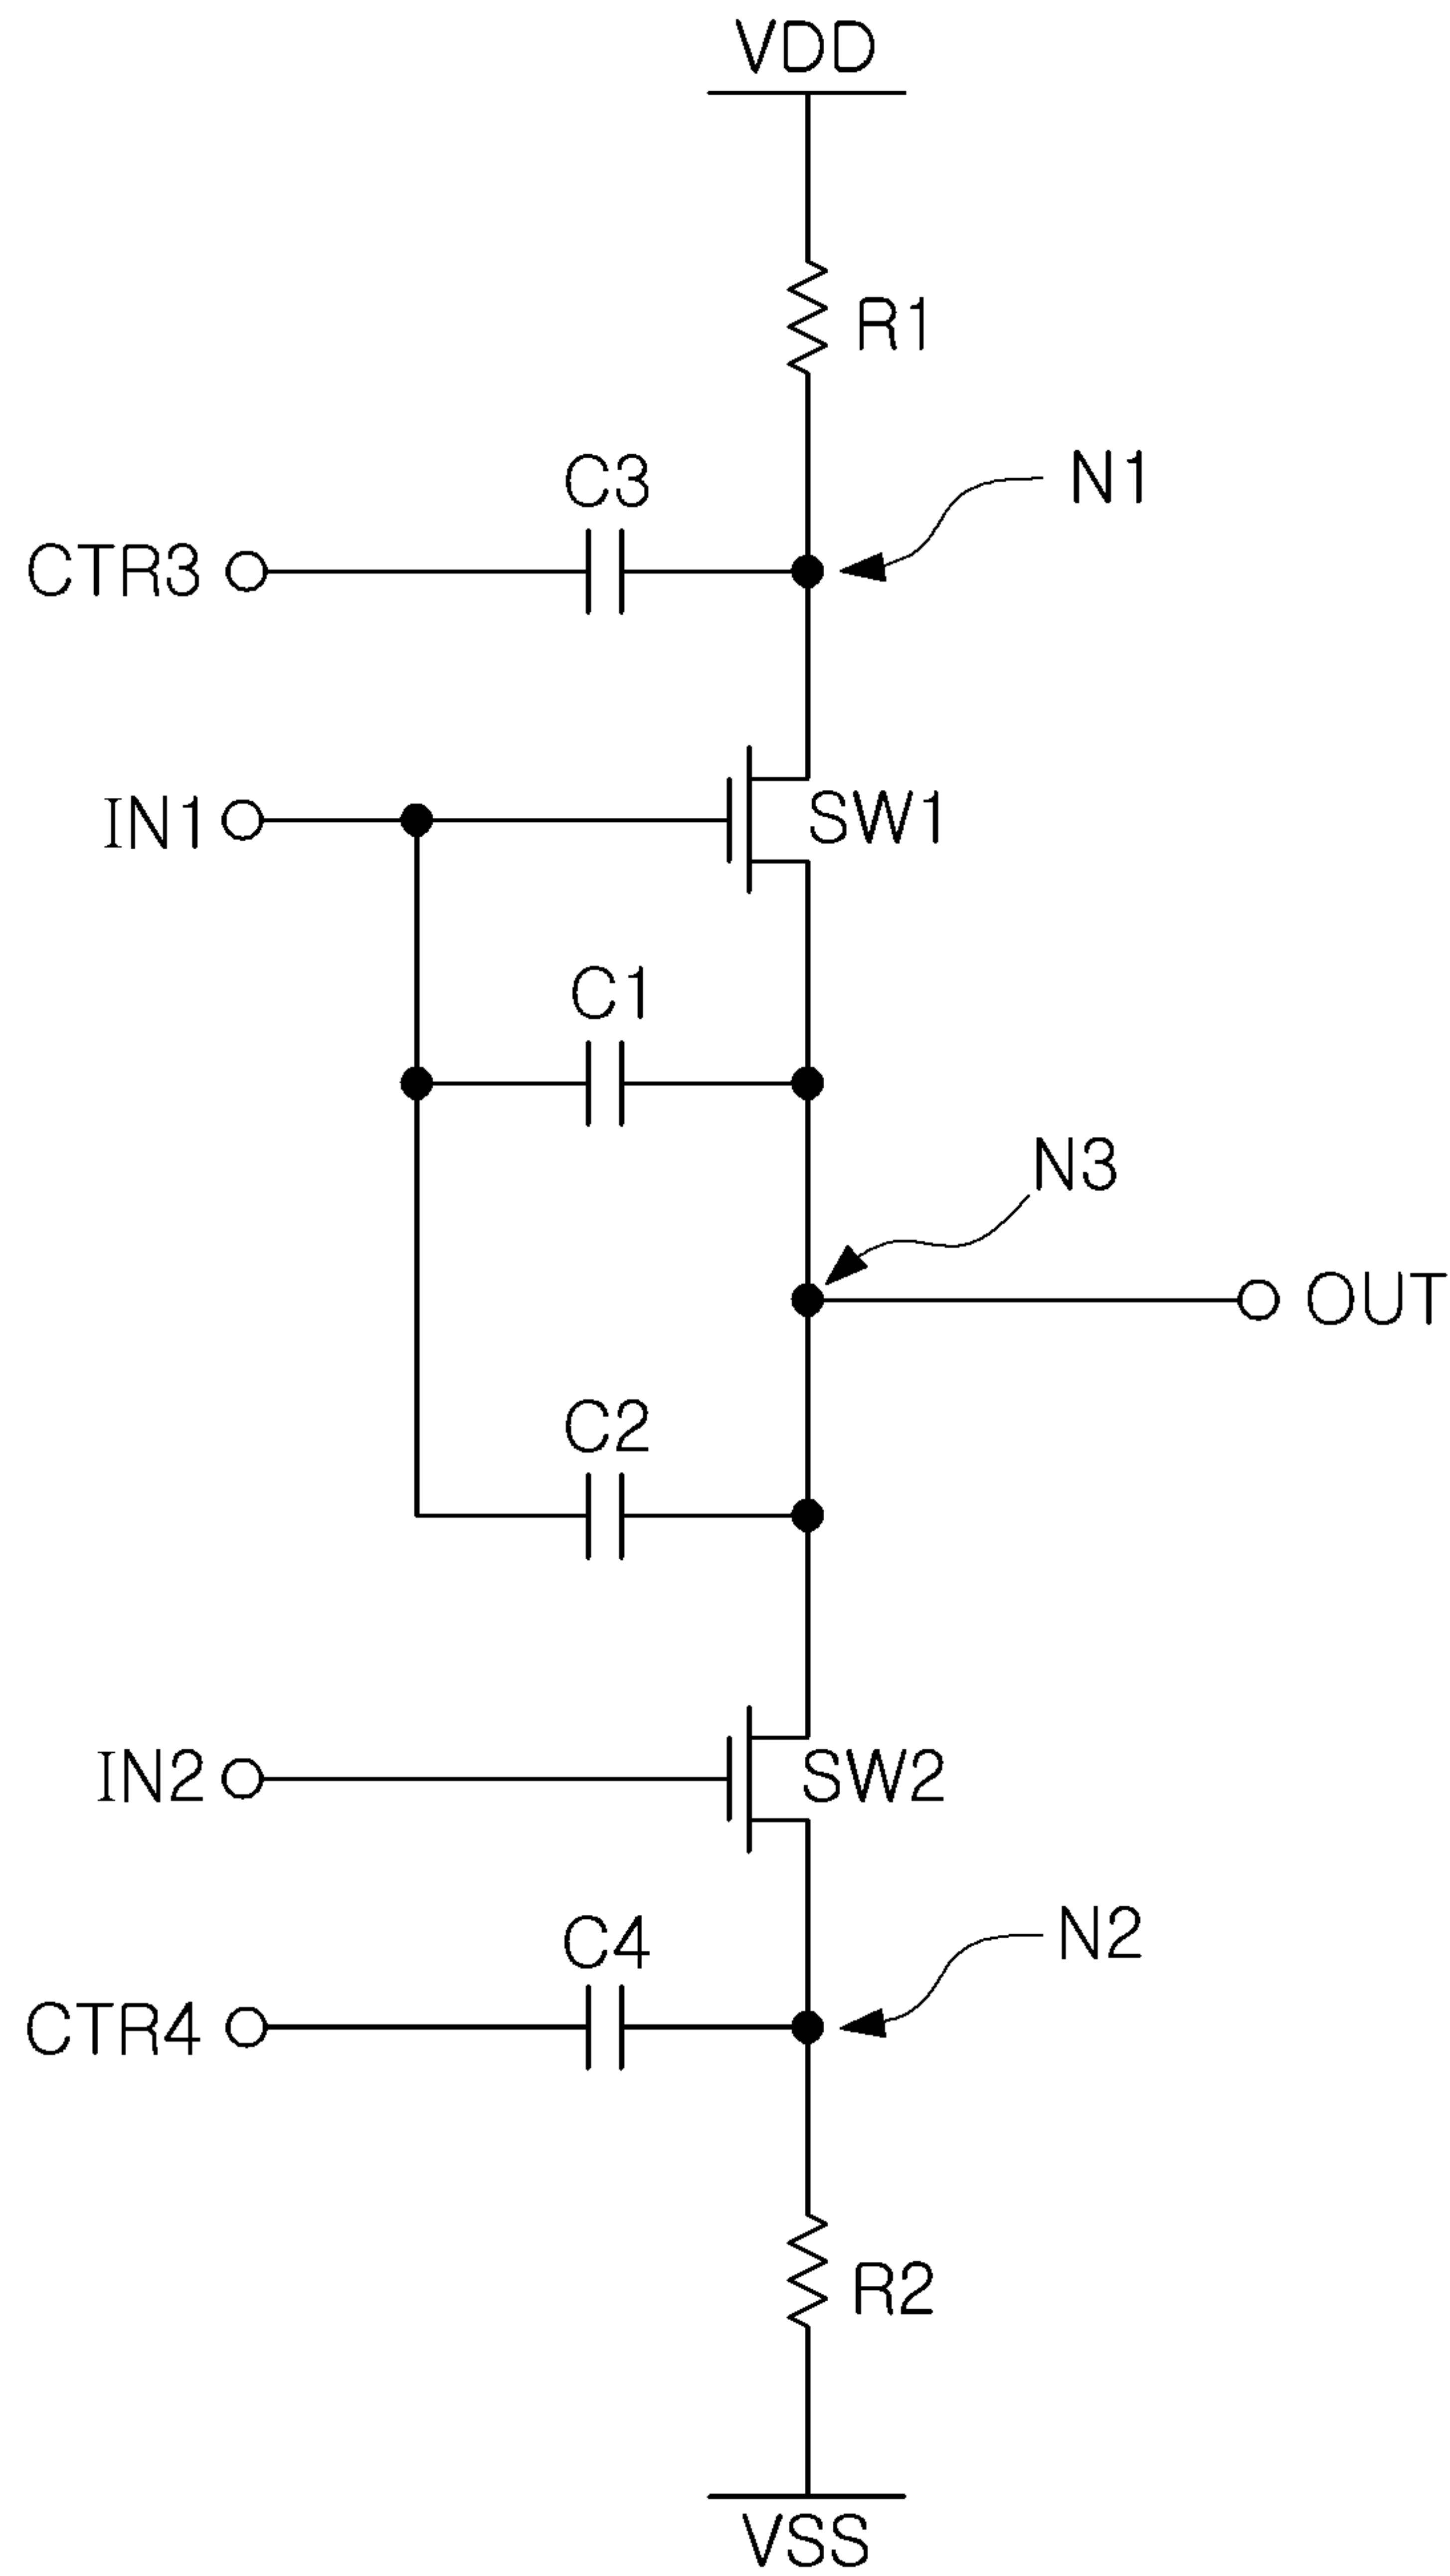 VDD
R1
C3
N1
CTR3
IN1
SW1
C1
N3
OUT
C2
IN2
SW2
C4
N2
CTR4
R2
VSS